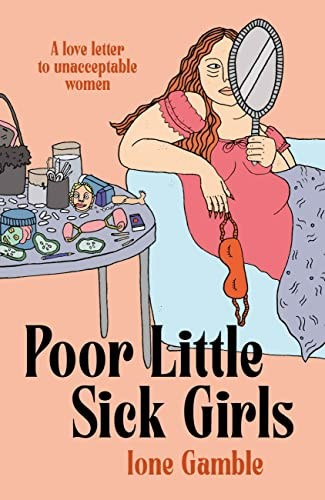 A love letter
to unacceptable
women
Poor Little
Sick Girls
Ione Gamble